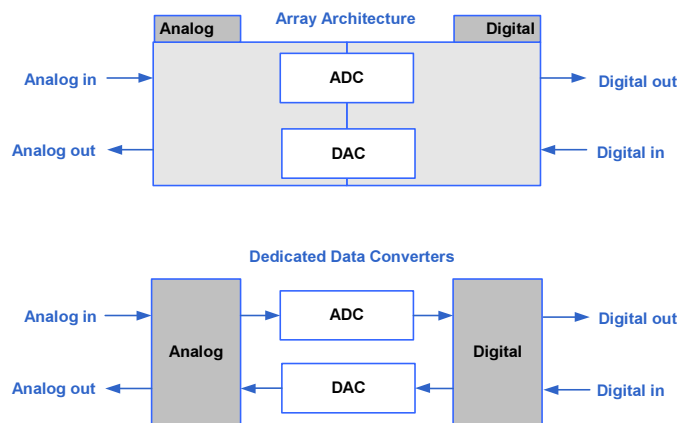 Array Architecture
Analog
Digital
Analog in
ADC
Digital out
Analog out
DAC
Digital in
Dedicated Data Converters
Analog in
ADC
Digital out
Analog
Digital
Analog out
DAC
Digital in